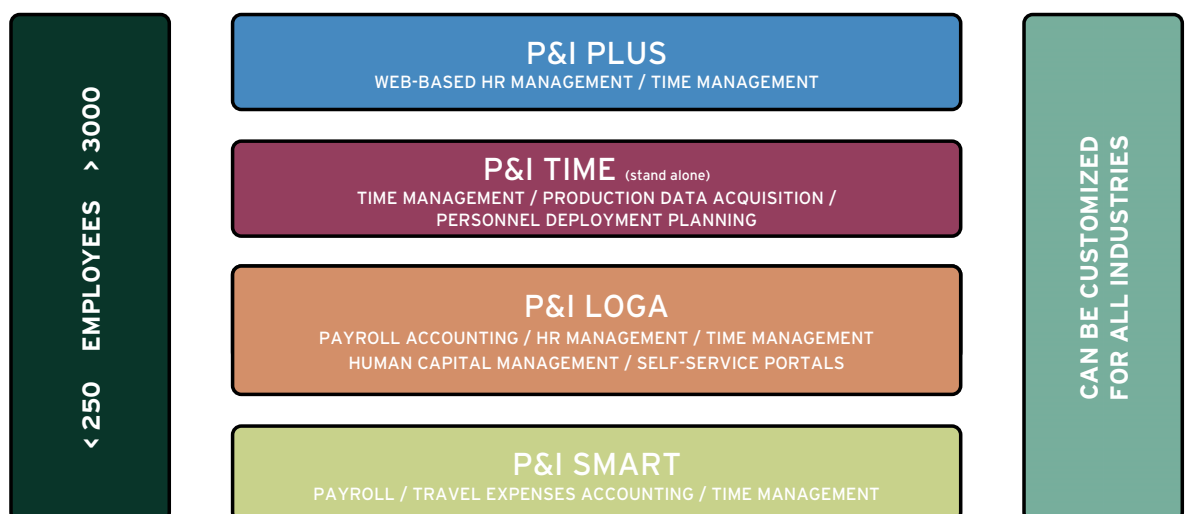 < 250 EMPLOYEES > 3000
P&I PLUS
WEB-BASED HR MANAGEMENT / TIME MANAGEMENT
P&I TIME (stand alone)
TIME MANAGEMENT / PRODUCTION DATA ACQUISITION /
PERSONNEL DEPLOYMENT PLANNING
P&I LOGA
PAYROLL ACCOUNTING / HR MANAGEMENT / TIME MANAGEMENT
HUMAN CAPITAL MANAGEMENT / SELF-SERVICE PORTALS
P&I SMART
PAYROLL / TRAVEL EXPENSES ACCOUNTING / TIME MANAGEMENT
CAN BE CUSTOMIZED
FOR ALL INDUSTRIES